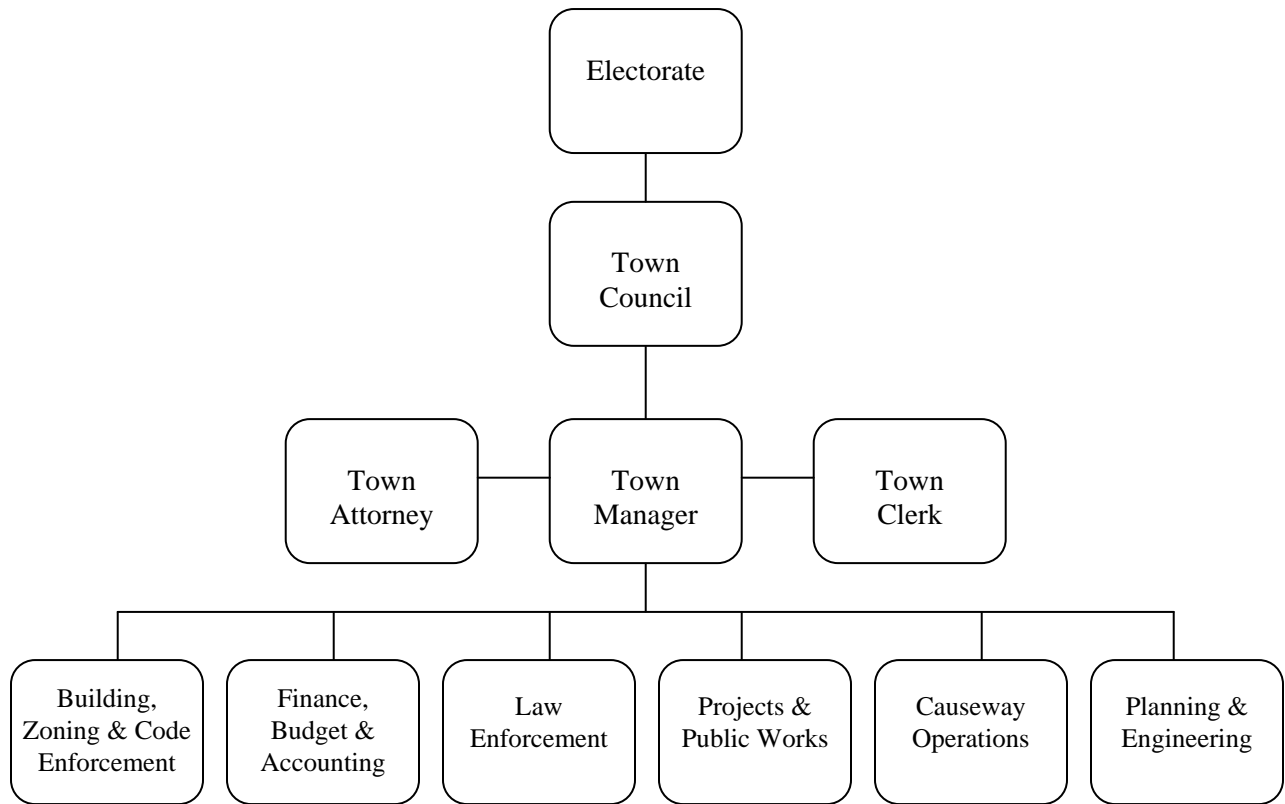 Electorate
Town
Council
Town
Attorney
Town
Manager
Town
Clerk
Building,
Zoning & Code
Enforcement
Finance,
Budget &
Accounting
Law
Enforcement
Projects &
Public Works
Causeway
Operations
Planning &
Engineering